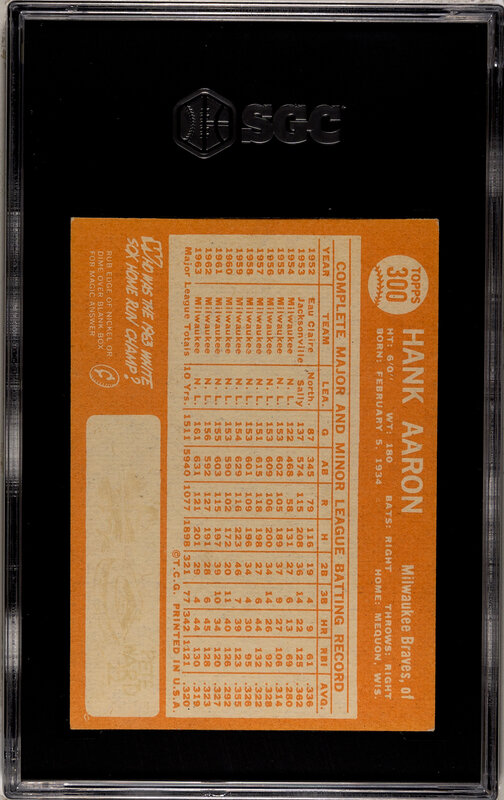 SGC
TOPPS
300
HANK AARON
Milwaukee Braves, of
HT: 6'0" WT: 180 BATS: RIGHT THROWS: RIGHT
BORN: FEBRUARY 5, 1934 HOME: MEQUON, WIS.
COMPLETE MAJOR AND MINOR LEAGUE BATTING RECORD
YEAR TEAM LEA. G AB R H 2B 3B HR RBI AVG.
1952 Eau Claire North. 87 345 79 116 19 4 9 61 .336
1953 Jacksonville Sally 137 574 115 208 36 14 22 125 .362
1954 Milwaukee N. L. 122 468 58 131 27 6 13 69 .280
1955 Milwaukee N. L. 153 602 105 189 37 9 27 106 .314
1956 Milwaukee N. L. 153 609 106 200 34 14 26 92 .328
1957 Milwaukee N. L. 151 615 118 198 27 6 44 132 .322
1958 Milwaukee N. L. 153 601 109 196 34 4 30 95 .326
1959 Milwaukee N. L. 154 629 116 223 46 7 39 123 .355
1960 Milwaukee N. L. 153 590 102 172 20 11 40 126 .292
1961 Milwaukee N. L. 155 603 115 197 39 10 34 120 .327
1962 Milwaukee N. L. 156 592 127 191 28 6 45 128 .323
1963 Milwaukee N. L. 161 631 121 201 29 4 44 130 .319
Major League Totals 10 Yrs. 1511 5940 1077 1898 321 77 342 1121 .320
©T.C.G. PRINTED IN U.S.A.
WHO WAS THE 1963 WHITE
SOX HOME RUN CHAMP?
RUB EDGE OF NICKEL OR
DIME OVER BLANK BOX
FOR MAGIC ANSWER